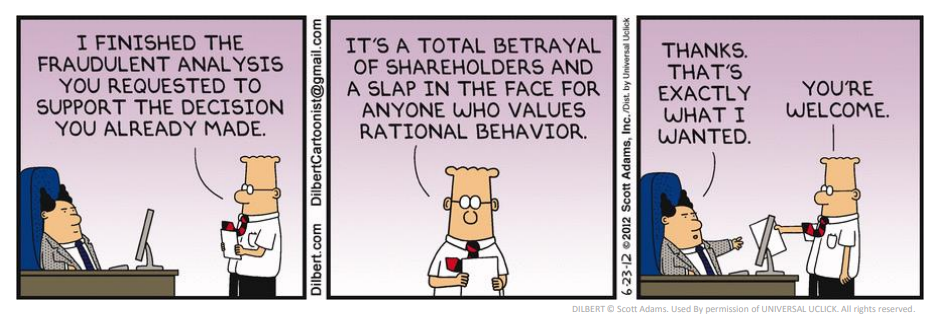 I FINISHED THE
FRAUDULENT ANALYSIS
YOU REQUESTED TO
SUPPORT THE DECISION
YOU ALREADY MADE.
Dilbert.com DilbertCartoonist@gmail.com
IT'S A TOTAL BETRAYAL
OF SHAREHOLDERS AND
A SLAP IN THE FACE FOR
ANYONE WHO VALUES
RATIONAL BEHAVIOR.
6-23-12 © 2012 Scott Adams, Inc. /Dist. by Universal Uclick
THANKS.
THAT'S
EXACTLY
WHAT I
WANTED.
YOU'RE
WELCOME.
DILBERT © Scott Adams. Used By permission of UNIVERSAL UCLICK. All rights reserved.